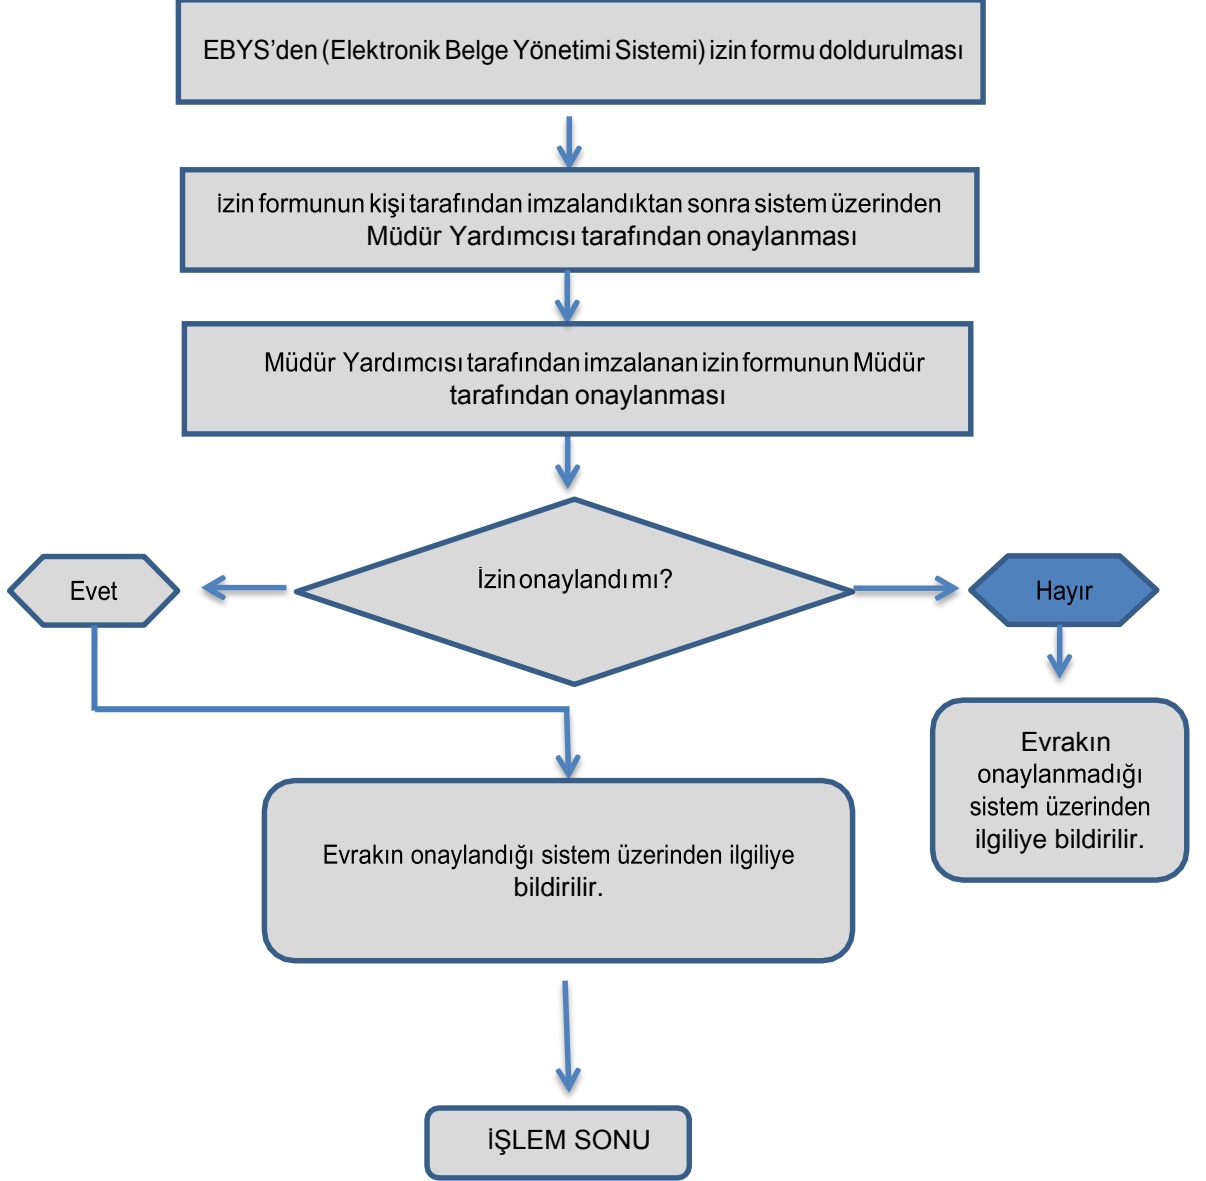 EBYS’den (Elektronik Belge Yönetimi Sistemi) izin formu doldurulması
İzin formunun kişi tarafından imzalandıktan sonra sistem üzerinden
Müdür Yardımcısı tarafından onaylanması
Müdür Yardımcısı tarafından imzalanan izin formunun Müdür
tarafından onaylanması
İzin onaylandı mı?
Evet
Hayır
Evrakın
onaylanmadığı
sistem üzerinden
ilgiliye bildirilir.
Evrakın onaylandığı sistem üzerinden ilgiliye
bildirilir.
İŞLEM SONU